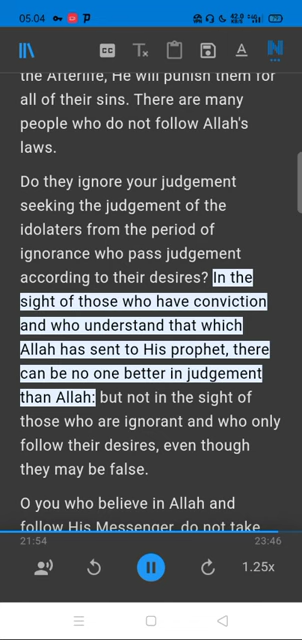 05.04
42.0 KB/S
72
CC
Tx
A
N
the Afterlife, He will punish them for
all of their sins. There are many
people who do not follow Allah's
laws.
Do they ignore your judgement
seeking the judgement of the
idolaters from the period of
ignorance who pass judgement
according to their desires? In the
sight of those who have conviction
and who understand that which
Allah has sent to His prophet, there
can be no one better in judgement
than Allah: but not in the sight of
those who are ignorant and who only
follow their desires, even though
they may be false.
O you who believe in Allah and
follow His Messenger, do not take
21:54
23:46
1.25x